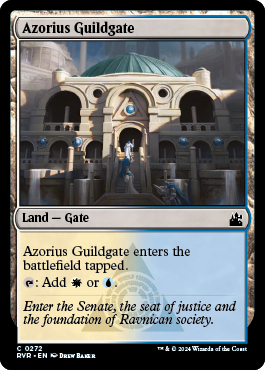 Azorius Guildgate
Land — Gate
Azorius Guildgate enters the
battlefield tapped.
: Add or .
Enter the Senate, the seat of justice and
the foundation of Ravnican society.
C 0272
RVR • EN Drew Baker
™ & © 2024 Wizards of the Coast